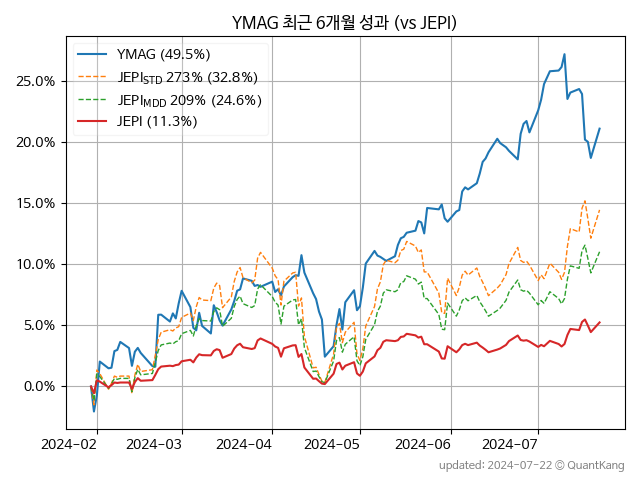 YMAG 최근 6개월 성과 (vs JEPI)
YMAG (49.5%)
JEPISTD 273% (32.8%)
JEPIMDD 209% (24.6%)
JEPI (11.3%)
25.0%
20.0%
15.0%
10.0%
5.0%
0.0%
2024-02 2024-03 2024-04 2024-05 2024-06 2024-07
updated: 2024-07-22 © QuantKang